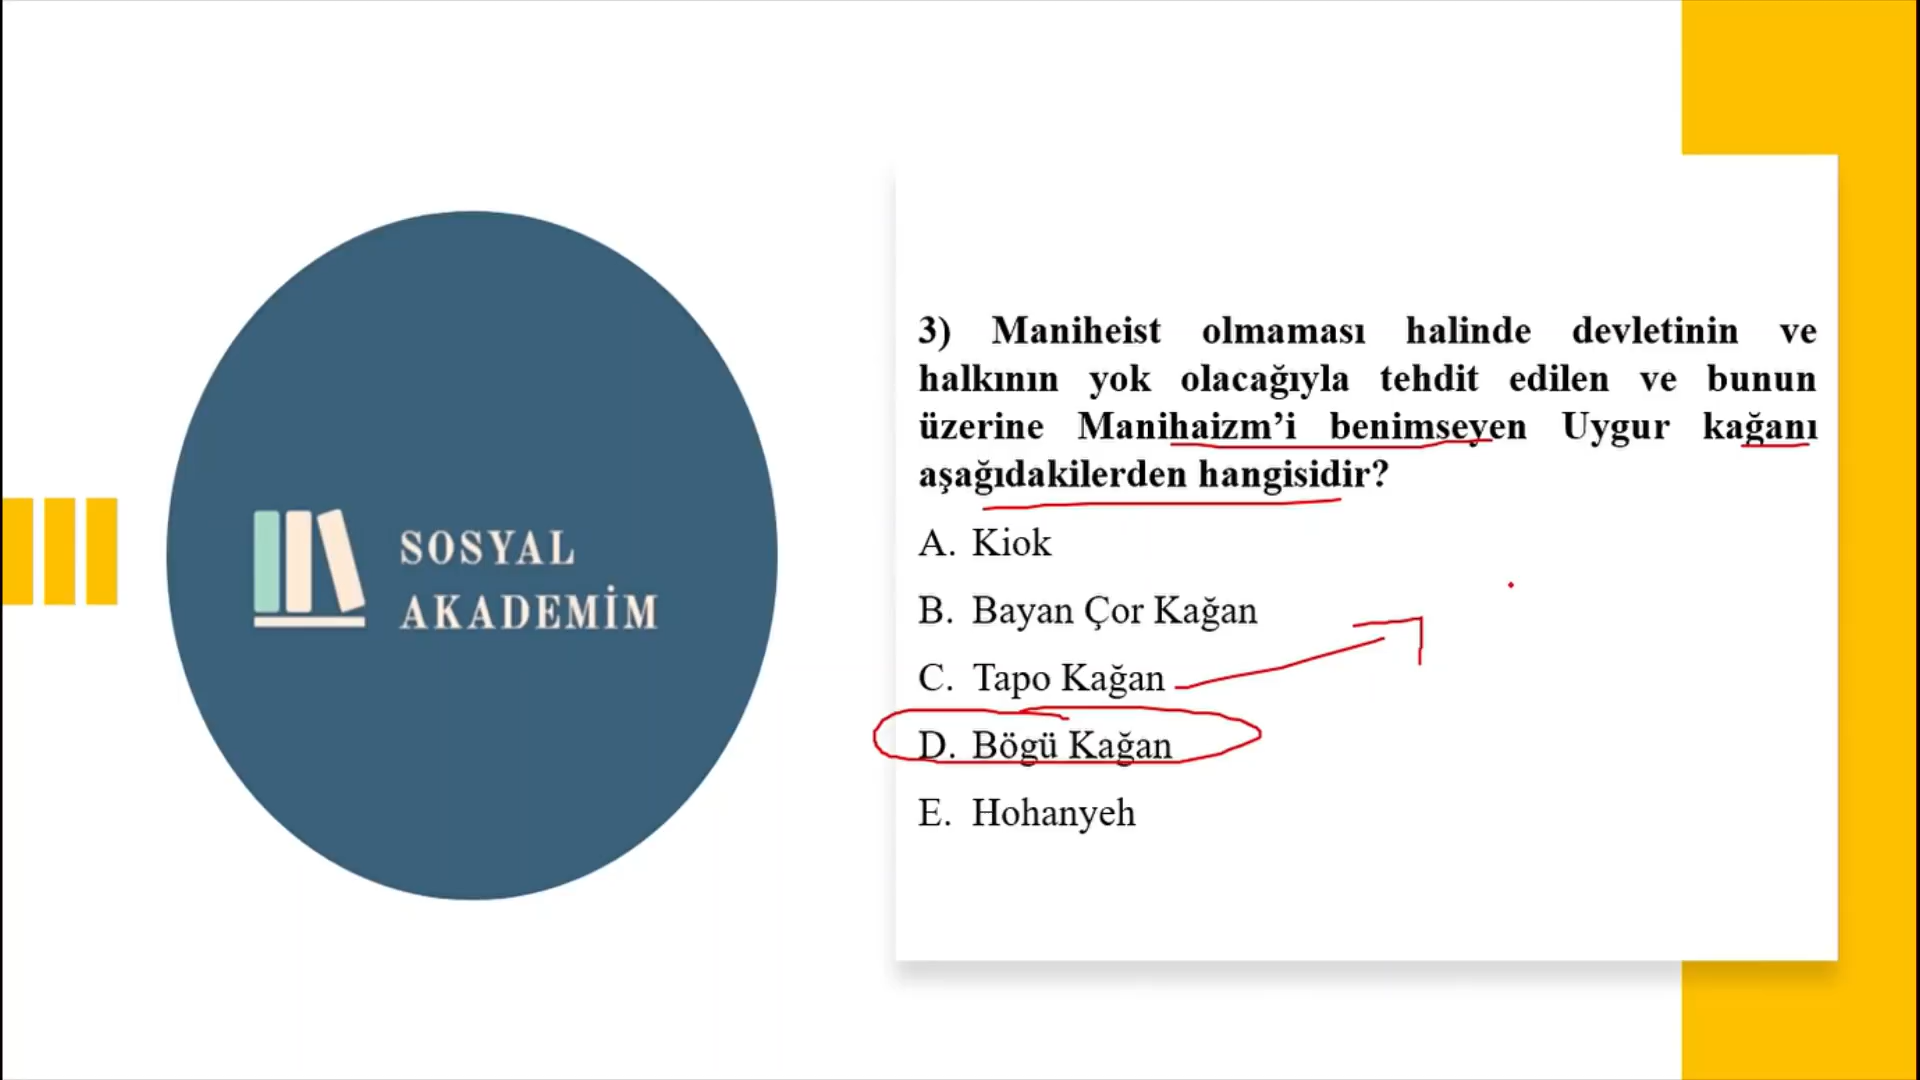 SOSYAL
AKADEMİM
3) Maniheist olmaması halinde devletinin ve
halkının yok olacağıyla tehdit edilen ve bunun
üzerine Manihaizm’i benimseyen Uygur kağanı
aşağıdakilerden hangisidir?
A. Kiok
B. Bayan Çor Kağan
C. Tapo Kağan
D. Bögü Kağan
E. Hohanyeh